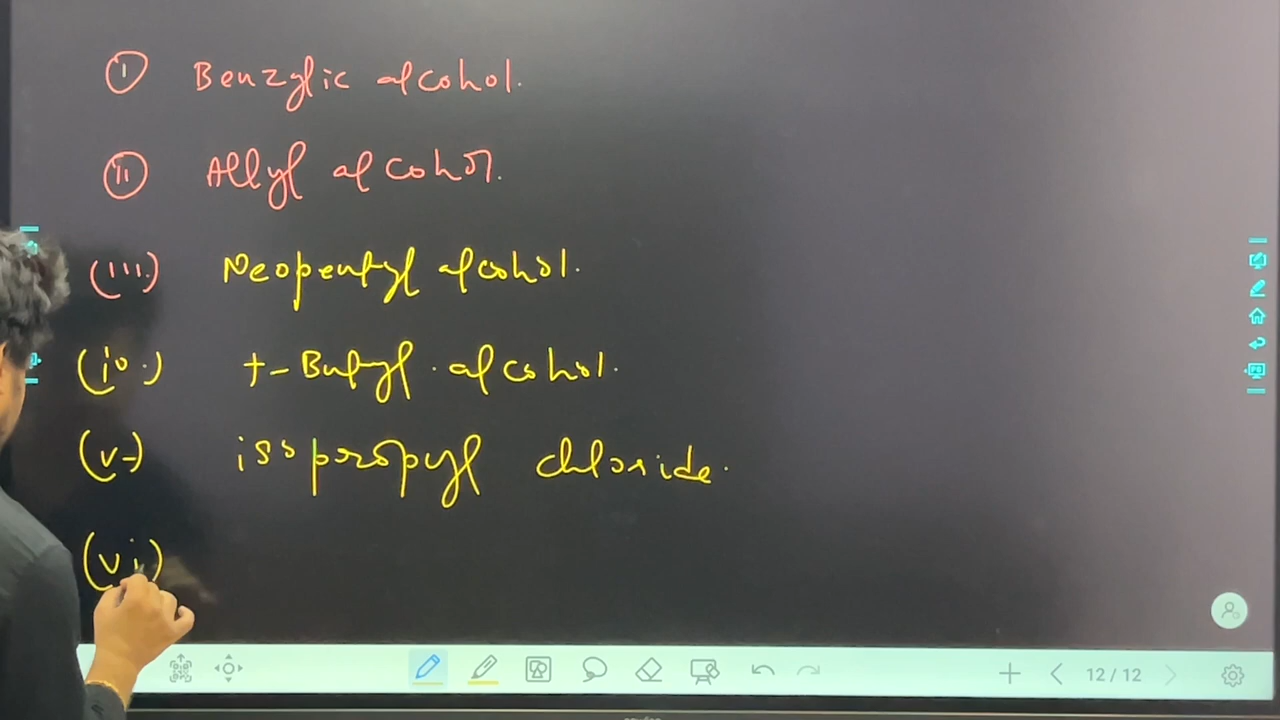 (i) Benzylic alcohol.
(ii) Allyl alcohol.
(iii.) Neopentyl alcohol.
(iv.) t-Butyl alcohol.
(v-) isopropyl chloride.
(vi)
12/12